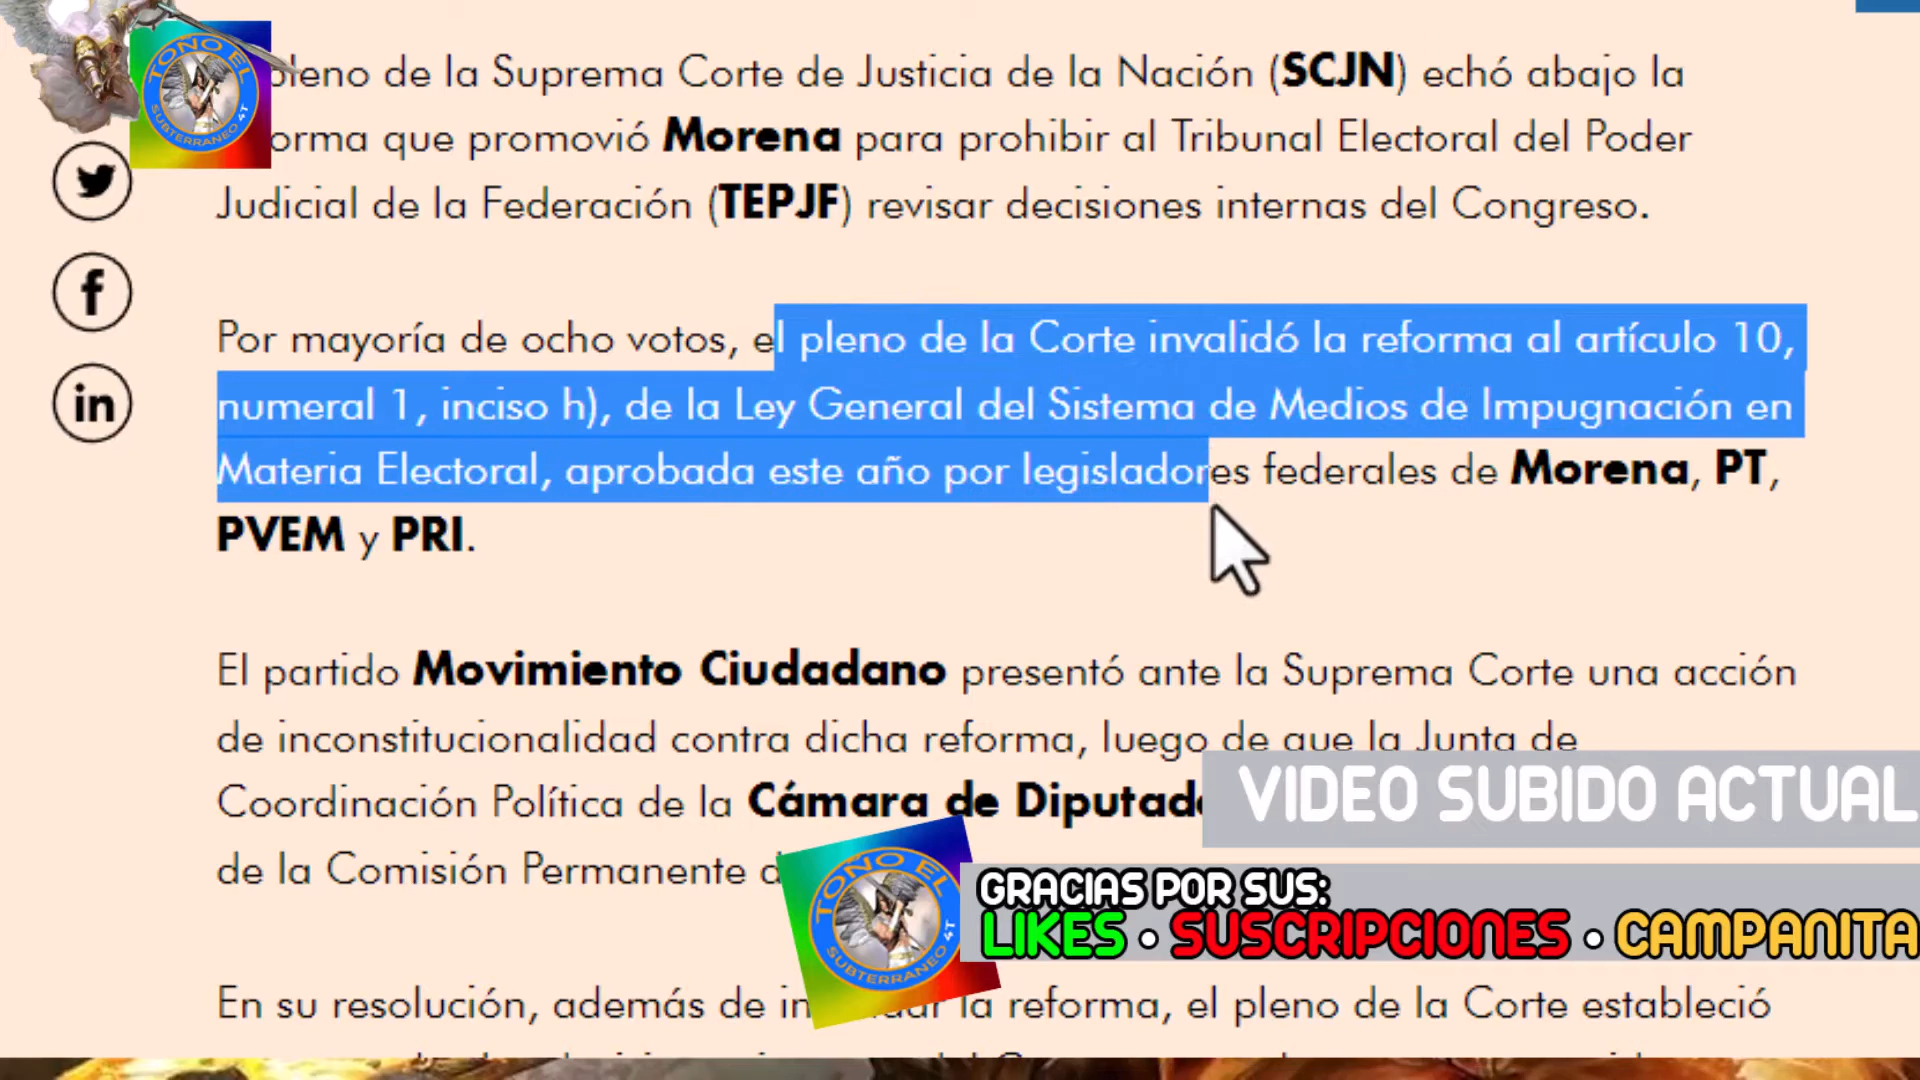 pleno de la Suprema Corte de Justicia de la Nación (SCJN) echó abajo la
orma que promovió Morena para prohibir al Tribunal Electoral del Poder
Judicial de la Federación (TEPJF) revisar decisiones internas del Congreso.
Por mayoría de ocho votos, el pleno de la Corte invalidó la reforma al artículo 10,
numeral 1, inciso h), de la Ley General del Sistema de Medios de Impugnación en
Materia Electoral, aprobada este año por legisladores federales de Morena, PT,
PVEM y PRI.
El partido Movimiento Ciudadano presentó ante la Suprema Corte una acción
de inconstitucionalidad contra dicha reforma, luego de que la Junta de
Coordinación Política de la Cámara de Diputad
de la Comisión Permanente d
En su resolución, además de in dar la reforma, el pleno de la Corte estableció
TONO EL
SUBTERRANEO 4T
in
VIDEO SUBIDO ACTUAL
GRACIAS POR SUS:
LIKES • SUSCRIPCIONES • CAMPANITA
TONO EL
SUBTERRANEO 4T